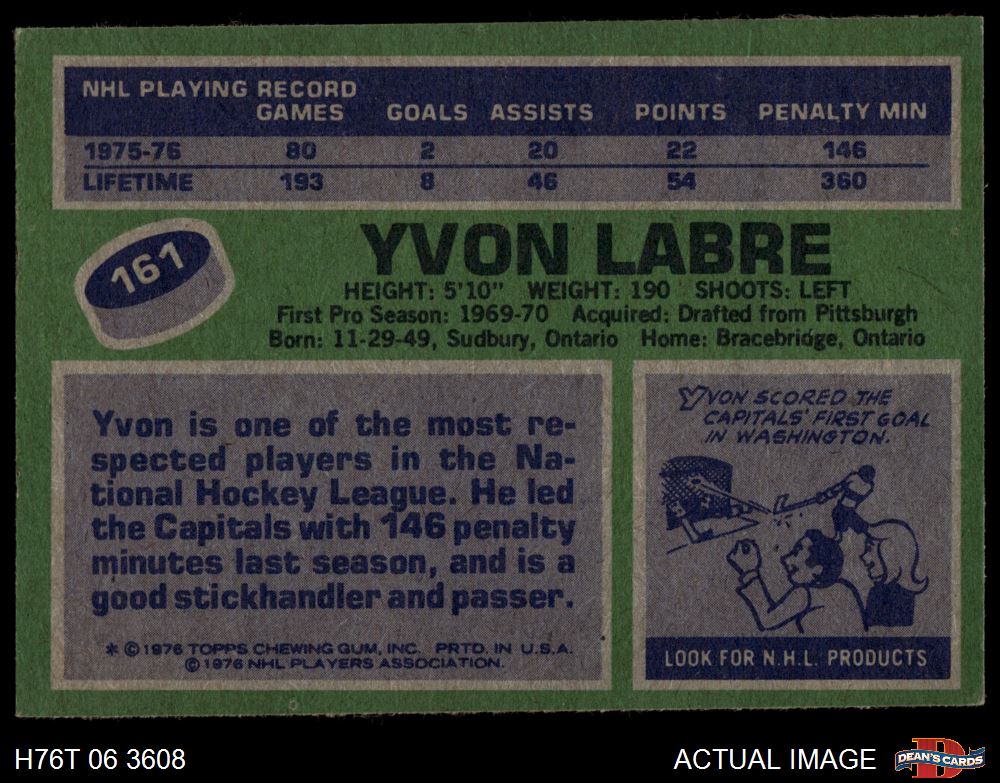 NHL PLAYING RECORD
GAMES GOALS ASSISTS POINTS PENALTY MIN
1975-76 80 2 20 22 146
LIFETIME 193 8 46 54 360
161
YVON LABRE
HEIGHT: 5'10" WEIGHT: 190 SHOOTS: LEFT
First Pro Season: 1969-70 Acquired: Drafted from Pittsburgh
Born: 11-29-49, Sudbury, Ontario Home: Bracebridge, Ontario
Yvon is one of the most re-
spected players in the Na-
tional Hockey League. He led
the Capitals with 146 penalty
minutes last season, and is a
good stickhandler and passer.
* © 1976 TOPPS CHEWING GUM, INC. PRTD. IN U.S.A.
© 1976 NHL PLAYERS ASSOCIATION.
YVON SCORED THE
CAPITALS' FIRST GOAL
IN WASHINGTON.
LOOK FOR N.H.L. PRODUCTS
H76T 06 3608
ACTUAL IMAGE
D
DEAN'S CARDS